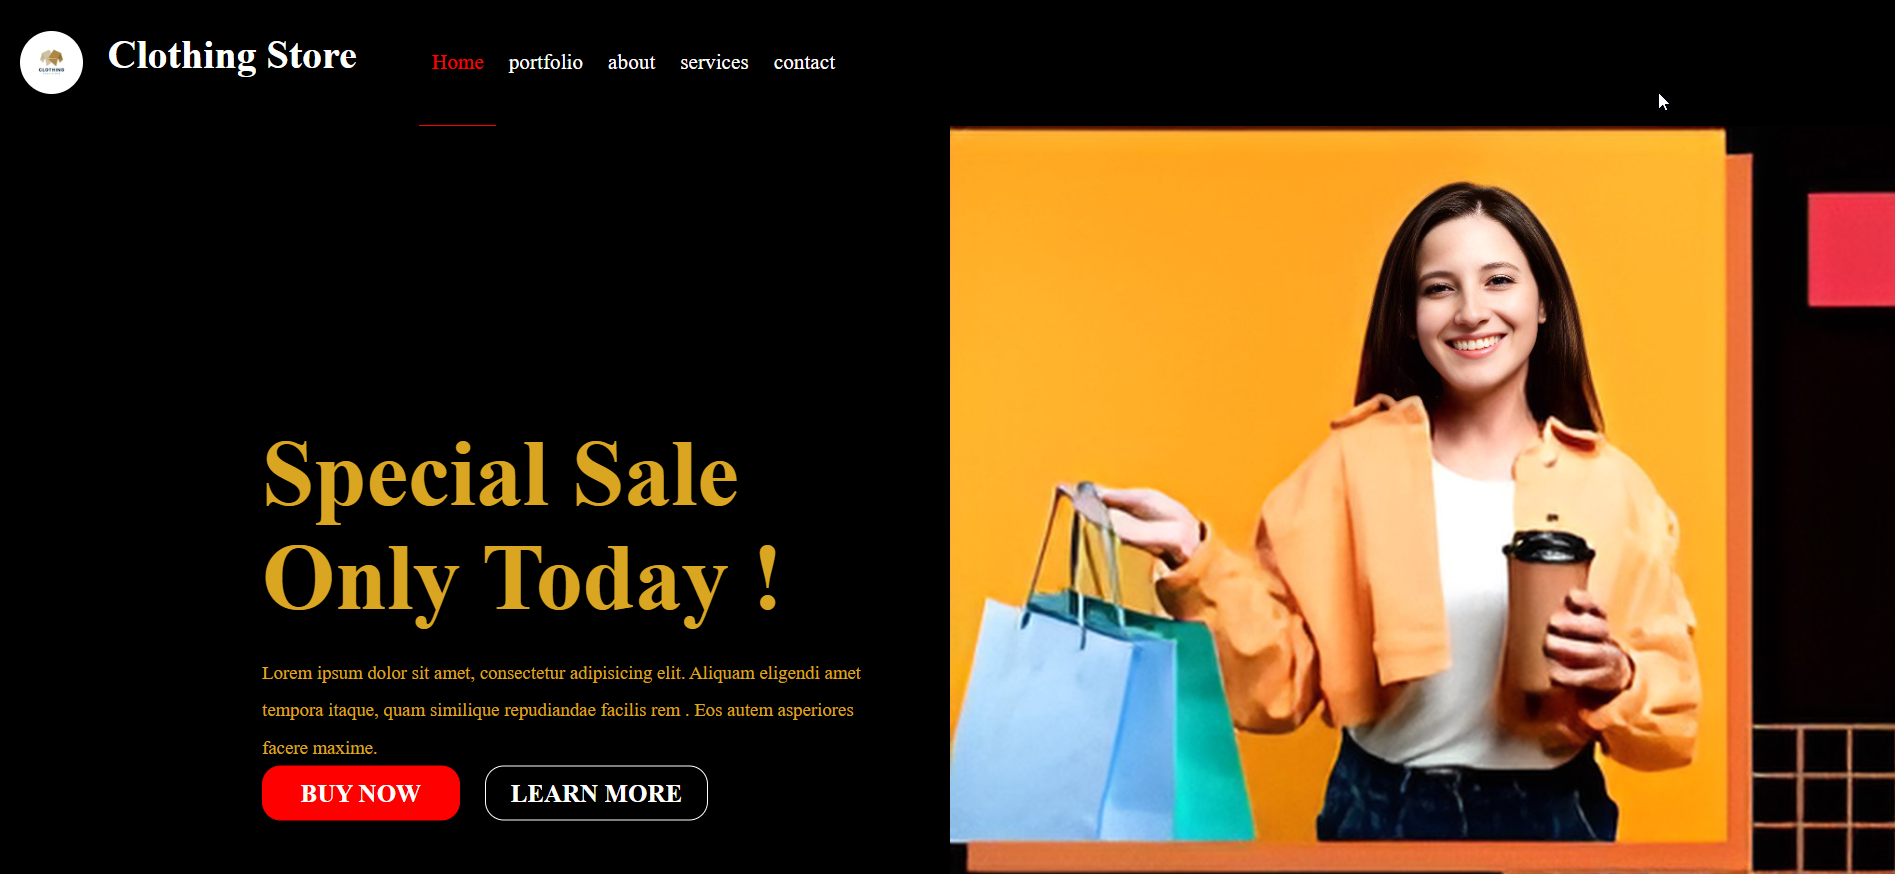 CLOTHING
Clothing Store
Home portfolio about services contact
Special Sale
Only Today !
Lorem ipsum dolor sit amet, consectetur adipisicing elit. Aliquam eligendi amet
tempora itaque, quam similique repudiandae facilis rem . Eos autem asperiores
facere maxime.
BUY NOW LEARN MORE